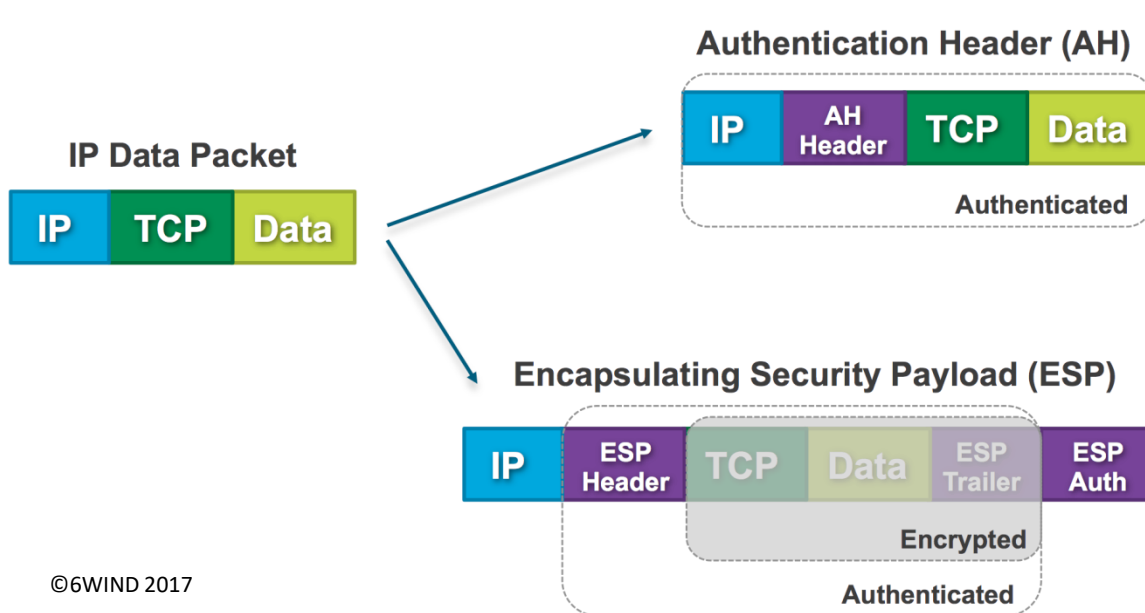 Authentication Header (AH)
IP
AH
Header
TCP
Data
Authenticated
IP Data Packet
IP
TCP
Data
Encapsulating Security Payload (ESP)
IP
ESP
Header
TCP
Data
ESP
Trailer
ESP
Auth
Encrypted
Authenticated
©6WIND 2017